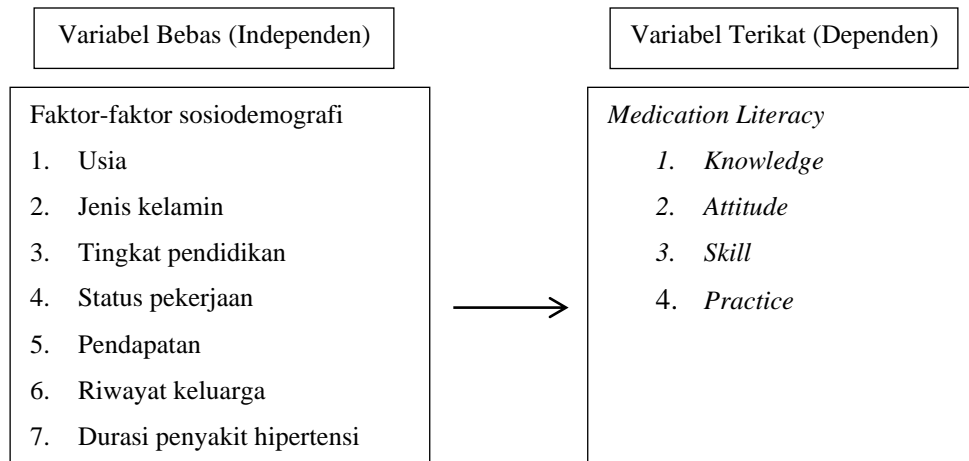 Variabel Bebas (Independen)
Faktor-faktor sosiodemografi
1. Usia
2. Jenis kelamin
3. Tingkat pendidikan
4. Status pekerjaan
5. Pendapatan
6. Riwayat keluarga
7. Durasi penyakit hipertensi
Variabel Terikat (Dependen)
Medication Literacy
1. Knowledge
2. Attitude
3. Skill
4. Practice